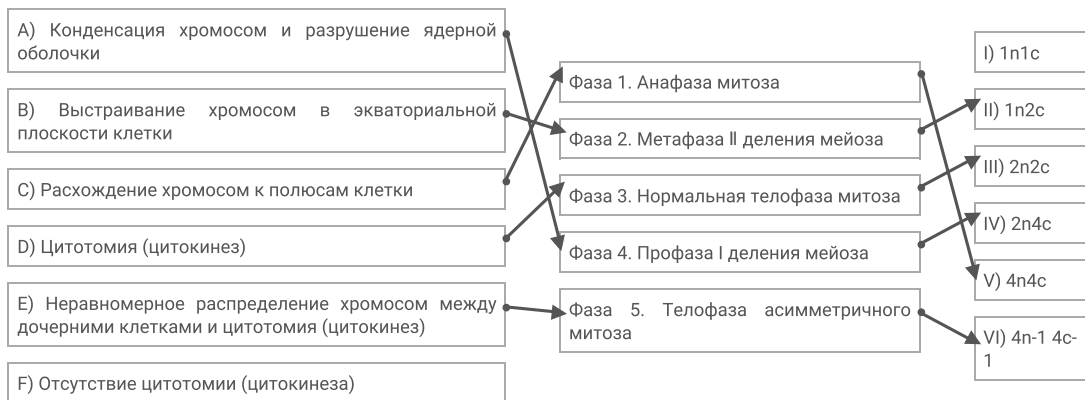 A) Конденсация хромосом и разрушение ядерной
оболочки
B) Выстраивание хромосом в экваториальной
плоскости клетки
C) Расхождение хромосом к полюсам клетки
D) Цитотомия (цитокинез)
E) Неравномерное распределение хромосом между
дочерними клетками и цитотомия (цитокинез)
F) Отсутствие цитотомии (цитокинеза)
Фаза 1. Анафаза митоза
Фаза 2. Метафаза II деления мейоза
Фаза 3. Нормальная телофаза митоза
Фаза 4. Профаза I деления мейоза
Фаза 5. Телофаза асимметричного
митоза
I) 1n1c
II) 1n2c
III) 2n2c
IV) 2n4c
V) 4n4c
VI) 4n-1 4c-
1